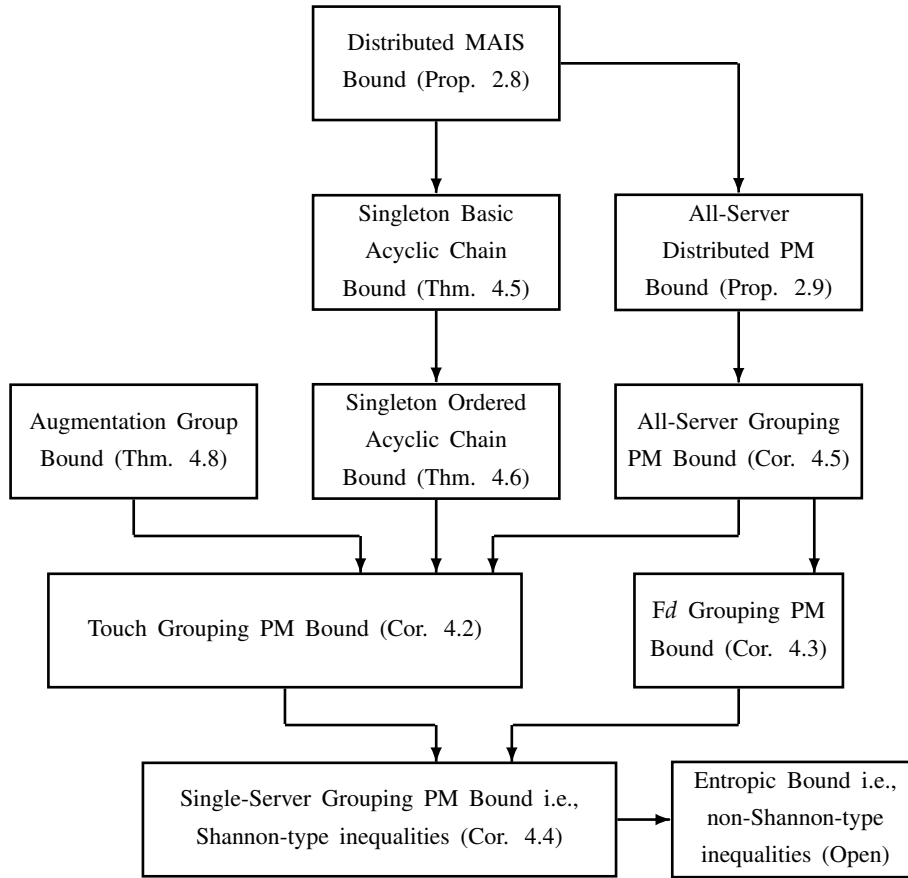 Distributed MAIS
Bound (Prop. 2.8)
Singleton Basic
Acyclic Chain
Bound (Thm. 4.5)
All-Server
Distributed PM
Bound (Prop. 2.9)
Augmentation Group
Bound (Thm. 4.8)
Singleton Ordered
Acyclic Chain
Bound (Thm. 4.6)
All-Server Grouping
PM Bound (Cor. 4.5)
Touch Grouping PM Bound (Cor. 4.2)
Fd Grouping PM
Bound (Cor. 4.3)
Single-Server Grouping PM Bound i.e.,
Shannon-type inequalities (Cor. 4.4)
Entropic Bound i.e.,
non-Shannon-type
inequalities (Open)